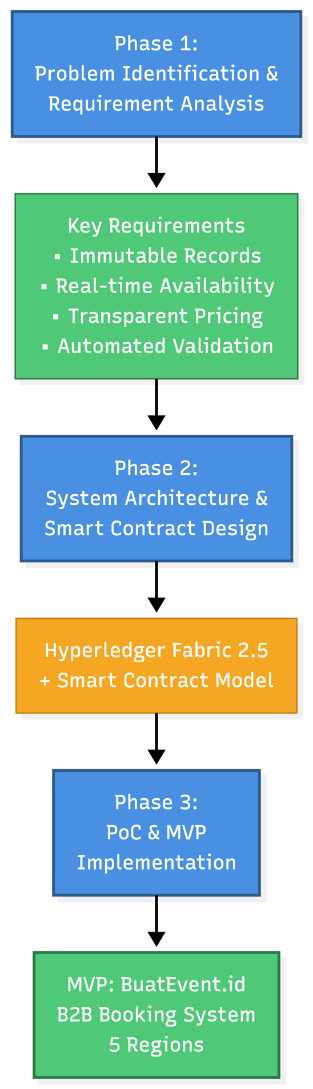 Phase 1:
Problem Identification &
Requirement Analysis
Key Requirements
▪ Immutable Records
▪ Real-time Availability
▪ Transparent Pricing
▪ Automated Validation
Phase 2:
System Architecture &
Smart Contract Design
Hyperledger Fabric 2.5
+ Smart Contract Model
Phase 3:
PoC & MVP
Implementation
MVP: BuatEvent.id
B2B Booking System
5 Regions